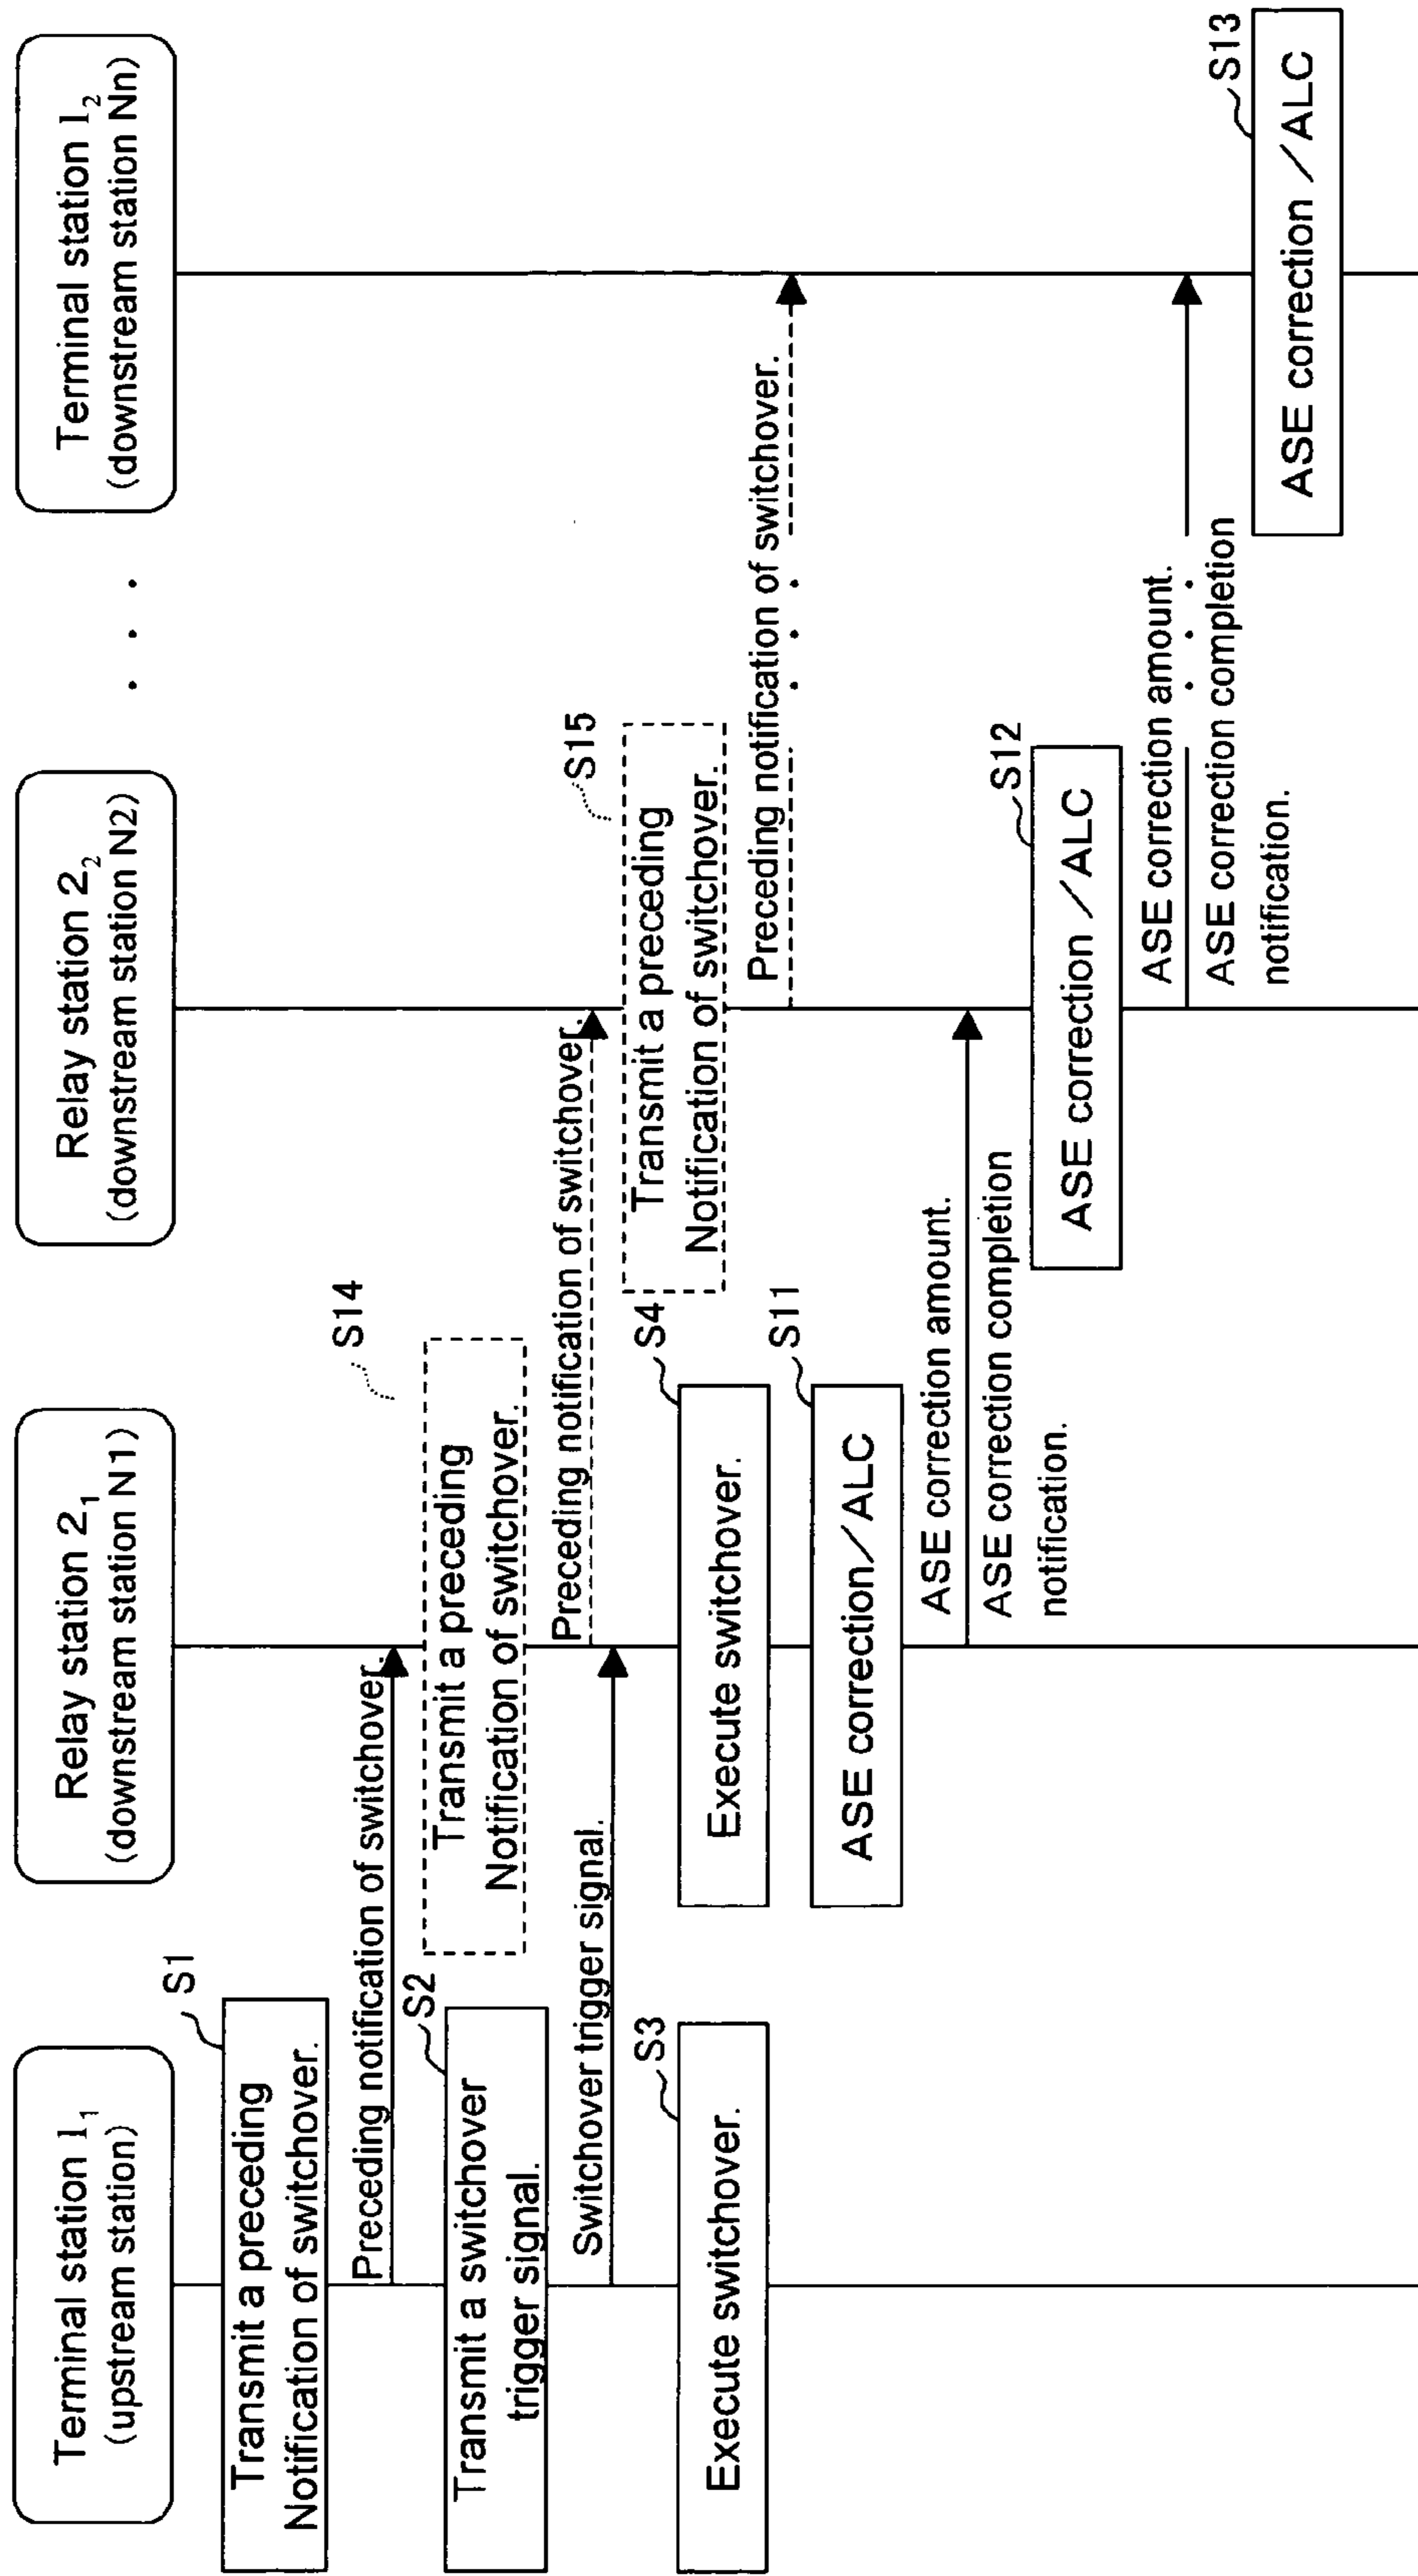 Terminal station 1₁
(upstream station)
Relay station 2₁
(downstream station N1)
Relay station 2₂
(downstream station N2)
. . .
Terminal station 1₂
(downstream station Nn)
S1
Transmit a preceding
Notification of switchover.
Preceding notification of switchover.
S14
Transmit a preceding
Notification of switchover.
S2
Transmit a switchover
trigger signal.
Preceding notification of switchover.
Switchover trigger signal.
S15
Transmit a preceding
Notification of switchover.
S3
Execute switchover.
S4
Execute switchover.
Preceding notification of switchover.
. . .
S11
ASE correction/ALC
ASE correction amount.
ASE correction completion
notification.
S12
ASE correction /ALC
ASE correction amount.
. . .
ASE correction completion
notification.
S13
ASE correction /ALC